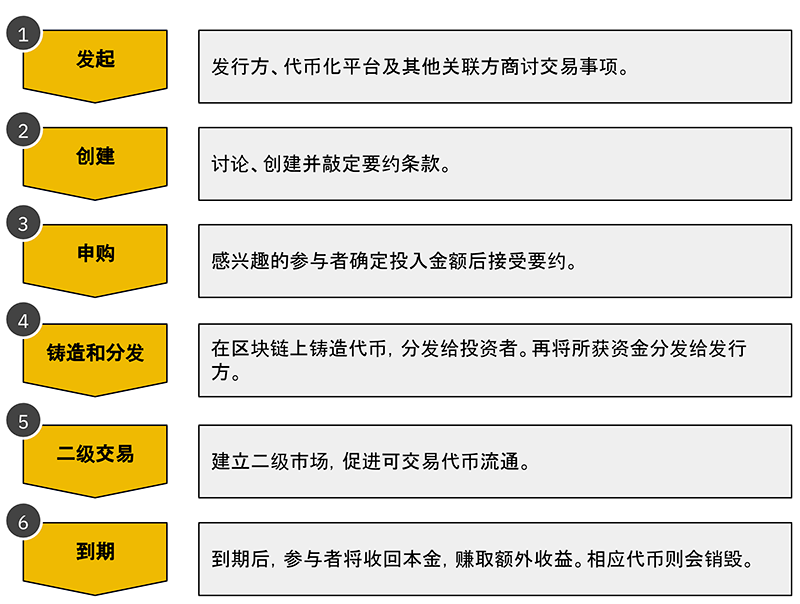 1
发起
发行方、代币化平台及其他关联方商讨交易事项。
2
创建
讨论、创建并敲定要约条款。
3
申购
感兴趣的参与者确定投入金额后接受要约。
4
铸造和分发
在区块链上铸造代币，分发给投资者。再将所获资金分发给发行
方。
5
二级交易
建立二级市场，促进可交易代币流通。
6
到期
到期后，参与者将收回本金，赚取额外收益。相应代币则会销毁。